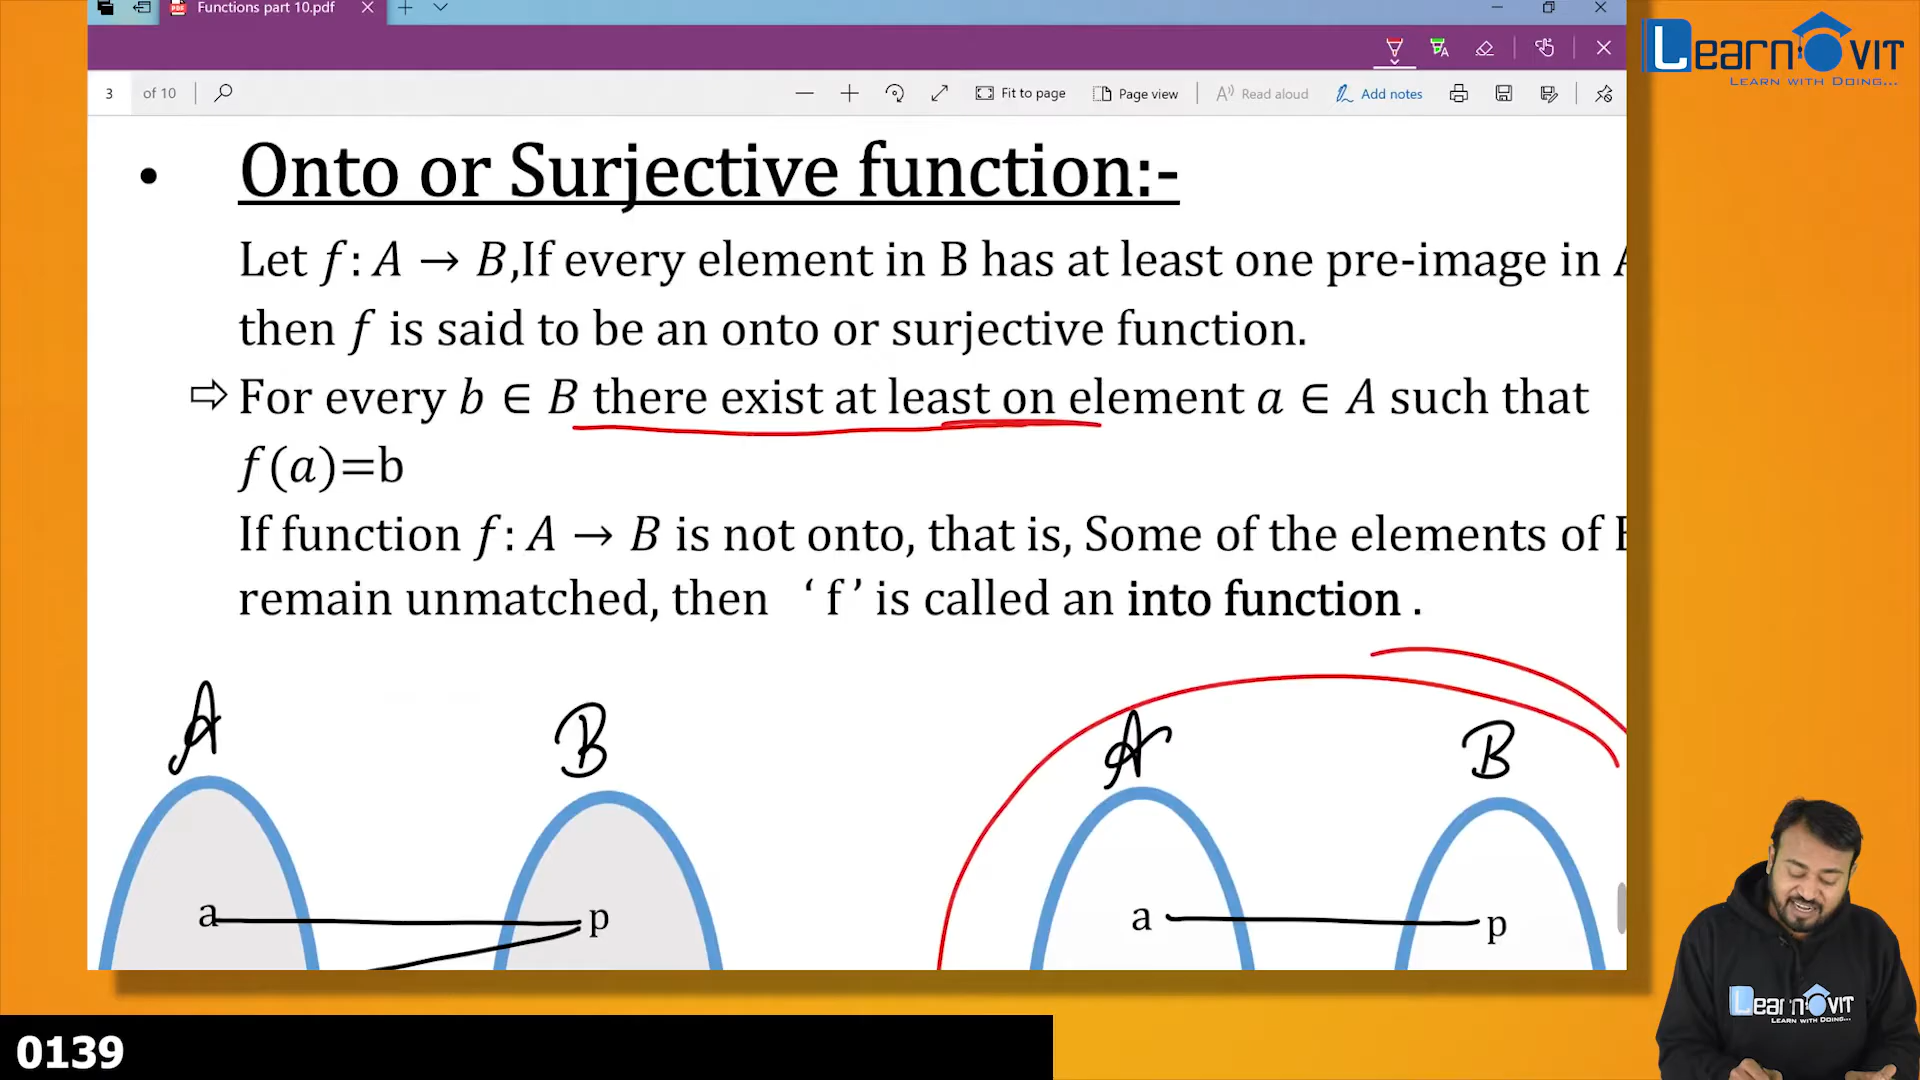 Functions part 10.pdf
LearnOVIT
LEARN WITH DOING...
3 of 10
Fit to page
Page view
Read aloud
Add notes
• Onto or Surjective function:-
Let f: A → B,If every element in B has at least one pre-image in A
then f is said to be an onto or surjective function.
⇨ For every b ∈ B there exist at least on element a ∈ A such that
f(a)=b
If function f: A → B is not onto, that is, Some of the elements of B
remain unmatched, then ‘ f ’ is called an into function .
A B A B
a p a p
LearnOVIT
LEARN WITH DOING...
0139